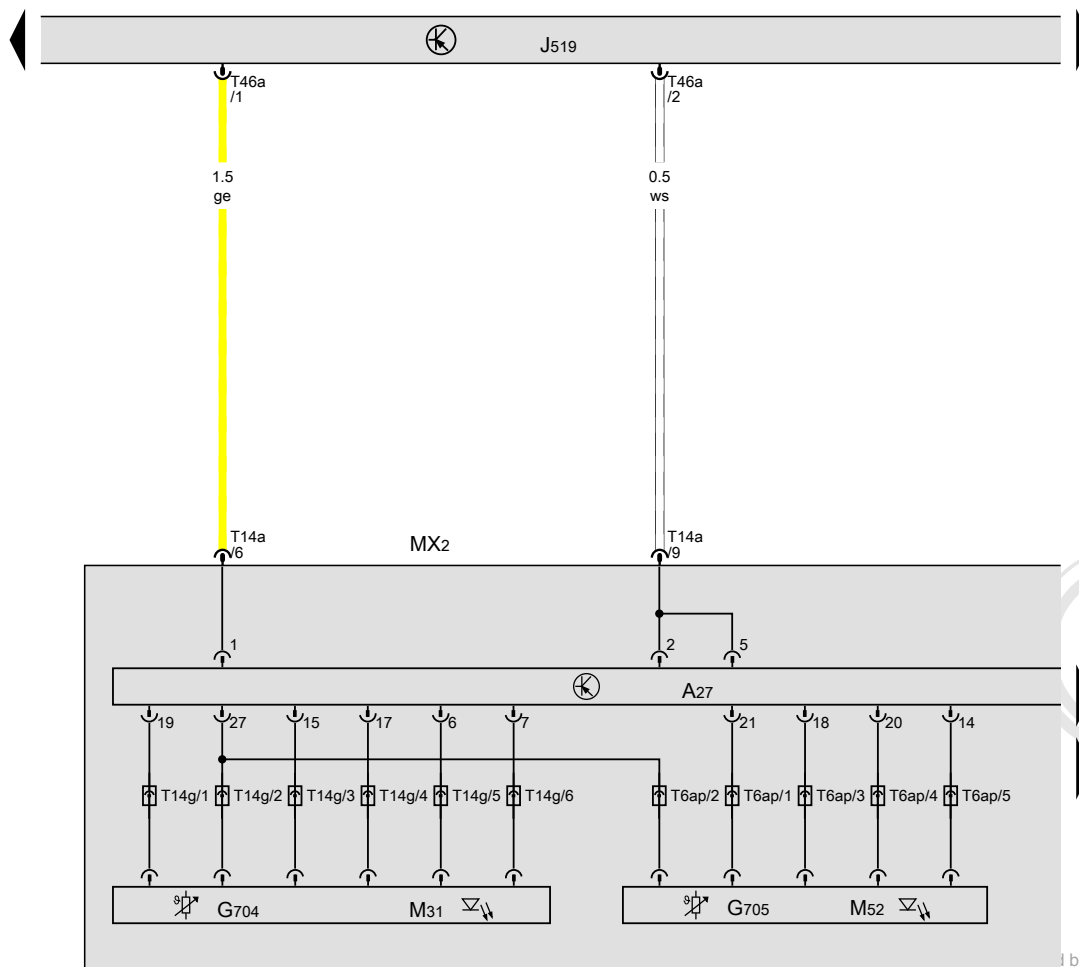 J519
T46a
/1
T46a
/2
1.5
ge
0.5
ws
T14a
/6
MX2
T14a
/9
1
2
5
A27
19
27
15
17
6
7
21
18
20
14
T14g/1
T14g/2
T14g/3
T14g/4
T14g/5
T14g/6
T6ap/2
T6ap/1
T6ap/3
T6ap/4
T6ap/5
G704
M31
G705
M52
d b